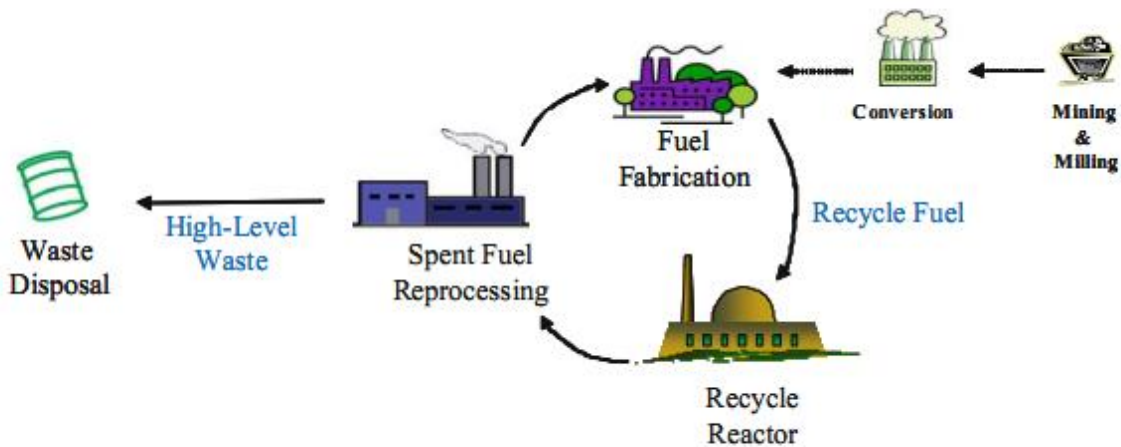 Conversion
Mining
&
Milling
Fuel
Fabrication
Recycle Fuel
High-Level
Waste
Waste
Disposal
Spent Fuel
Reprocessing
Recycle
Reactor